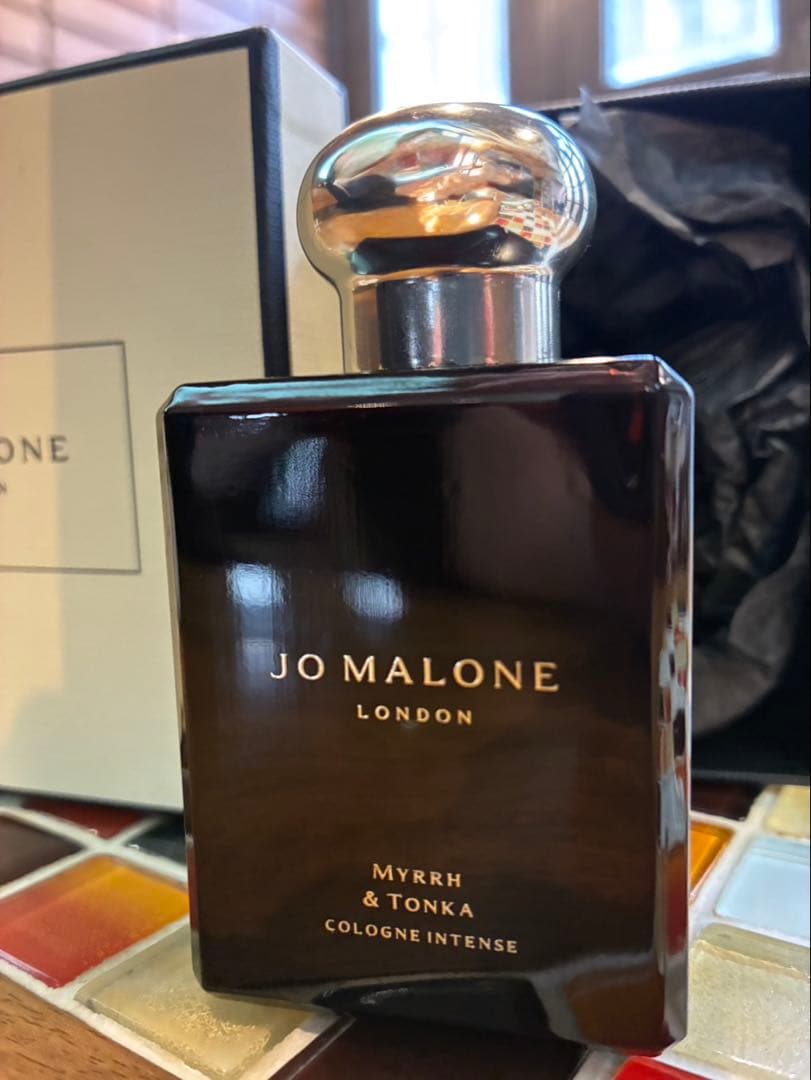 ONE
N
JO MALONE
LONDON
MYRRH
& TONKA
COLOGNE INTENSE